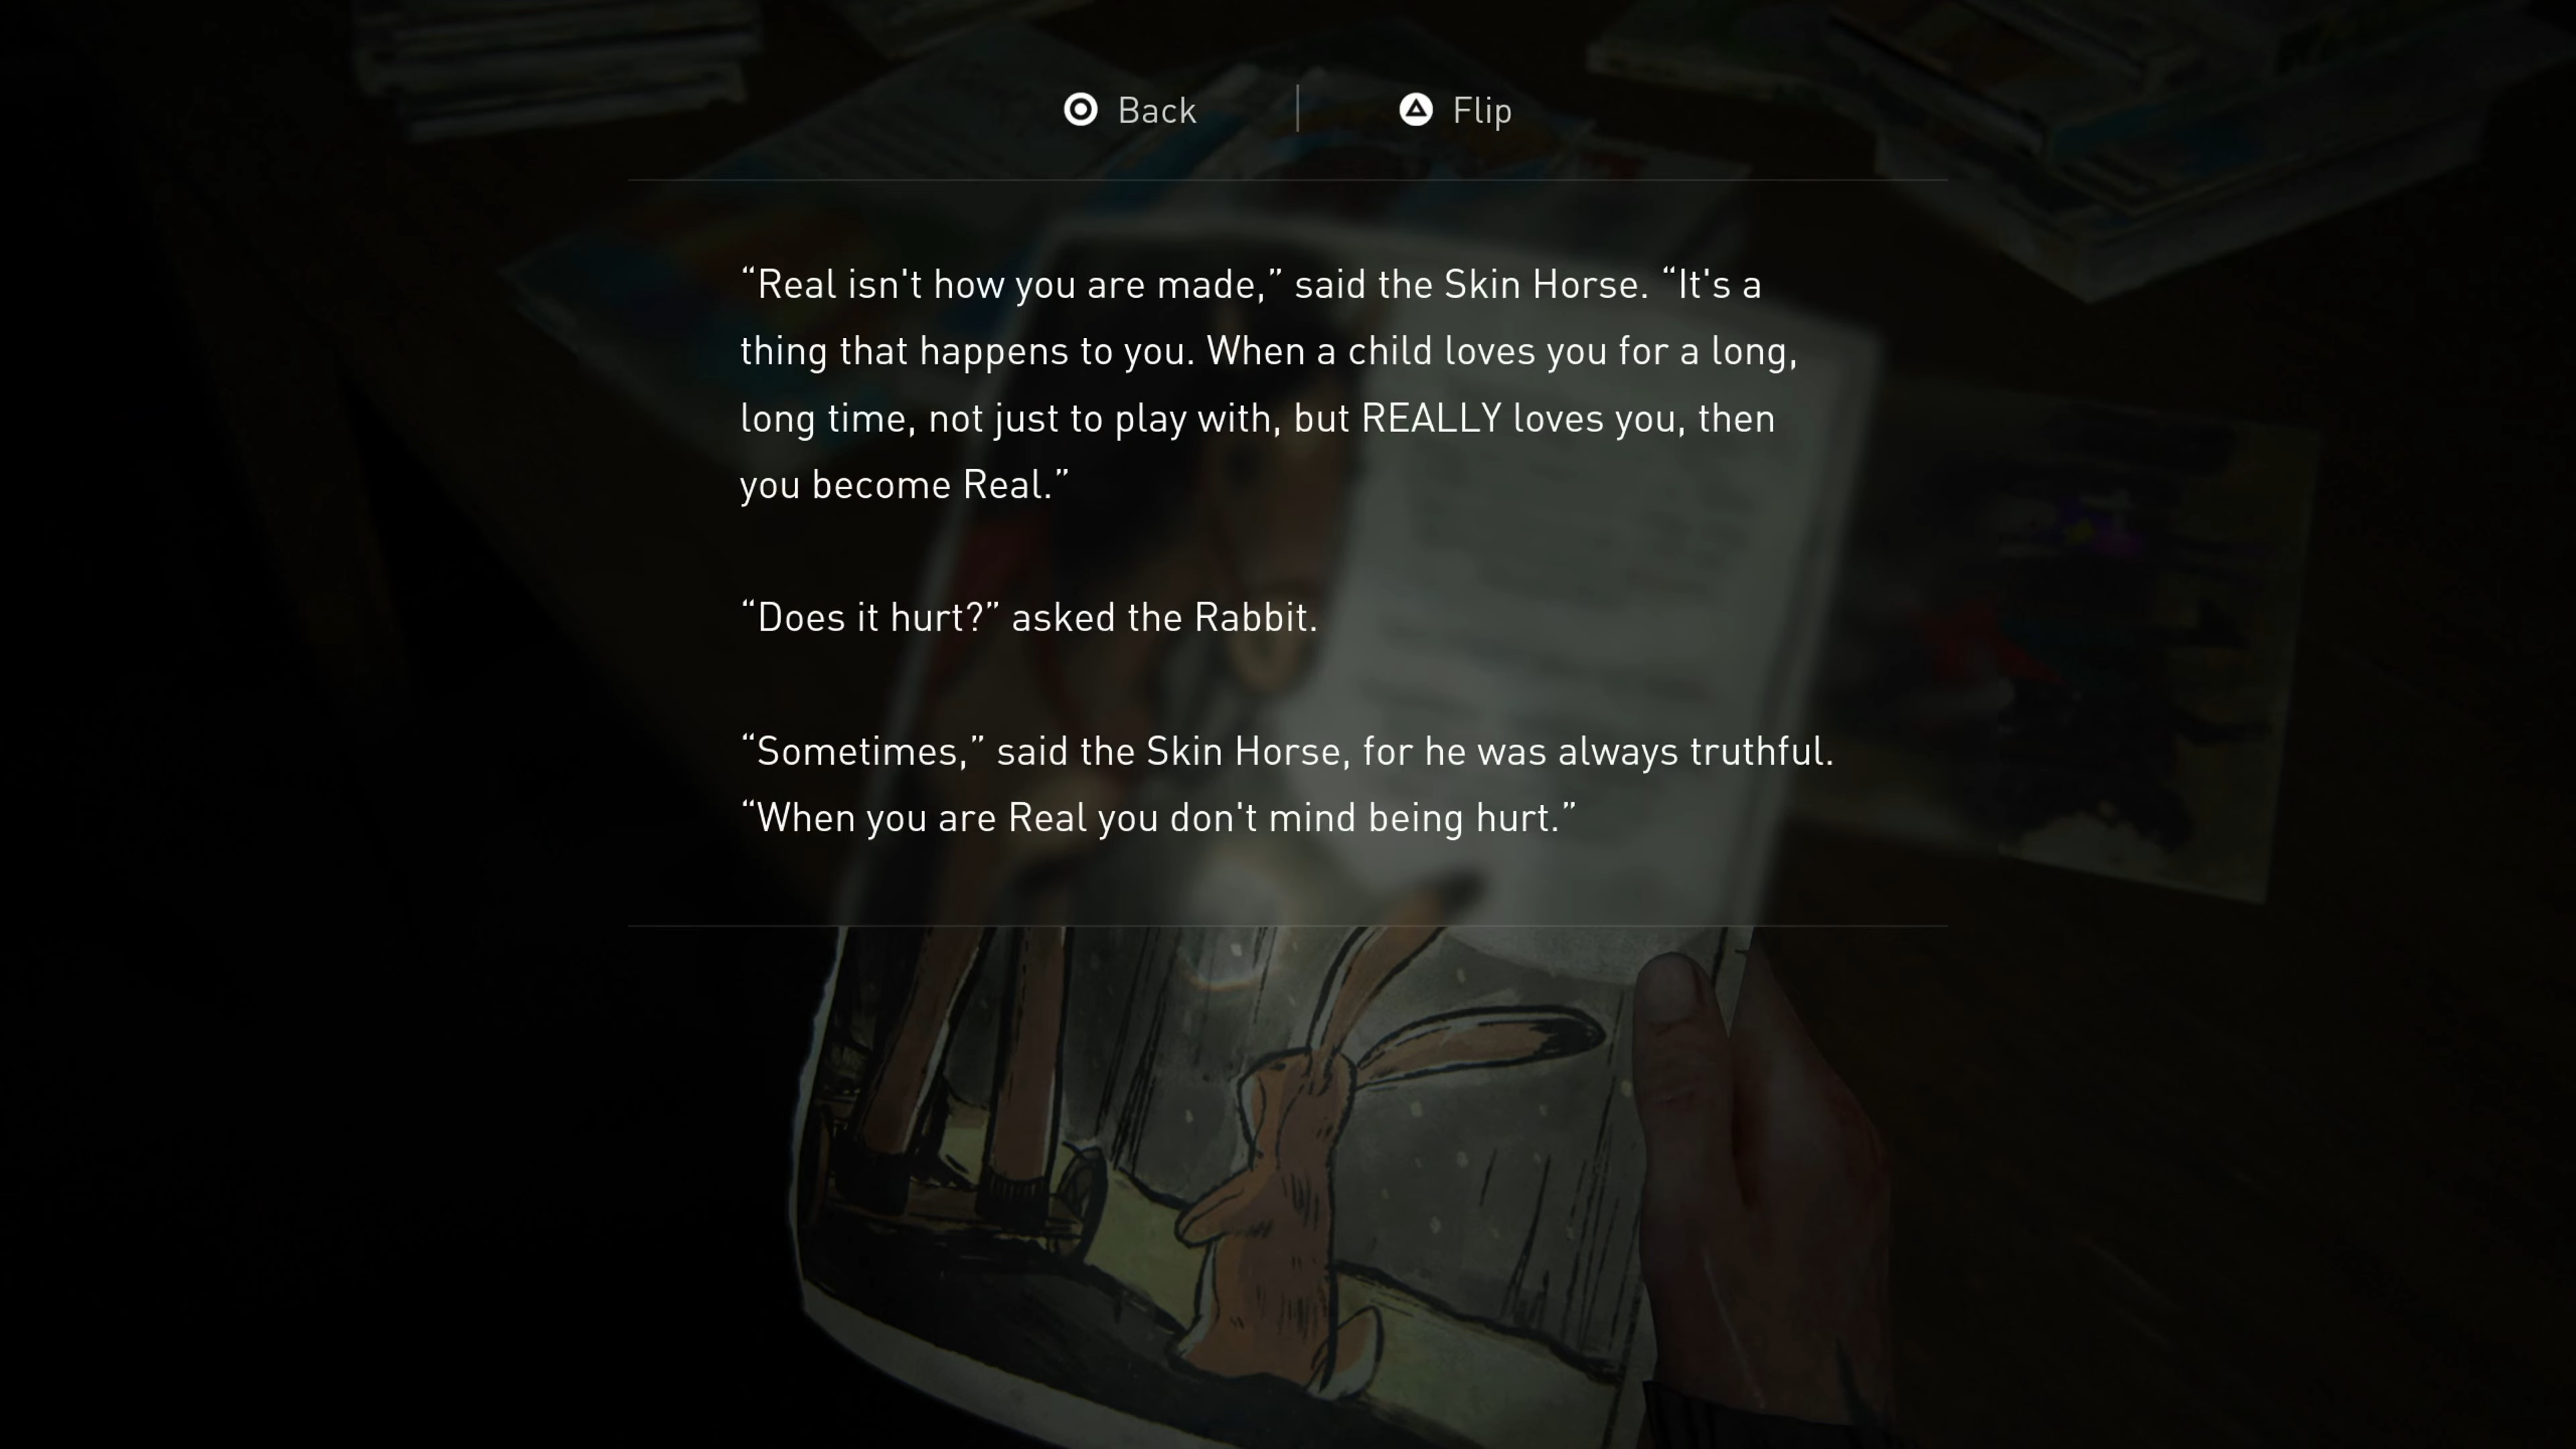 Back
Flip
“Real isn't how you are made,” said the Skin Horse. “It's a
thing that happens to you. When a child loves you for a long,
long time, not just to play with, but REALLY loves you, then
you become Real.”
“Does it hurt?” asked the Rabbit.
“Sometimes,” said the Skin Horse, for he was always truthful.
“When you are Real you don't mind being hurt.”